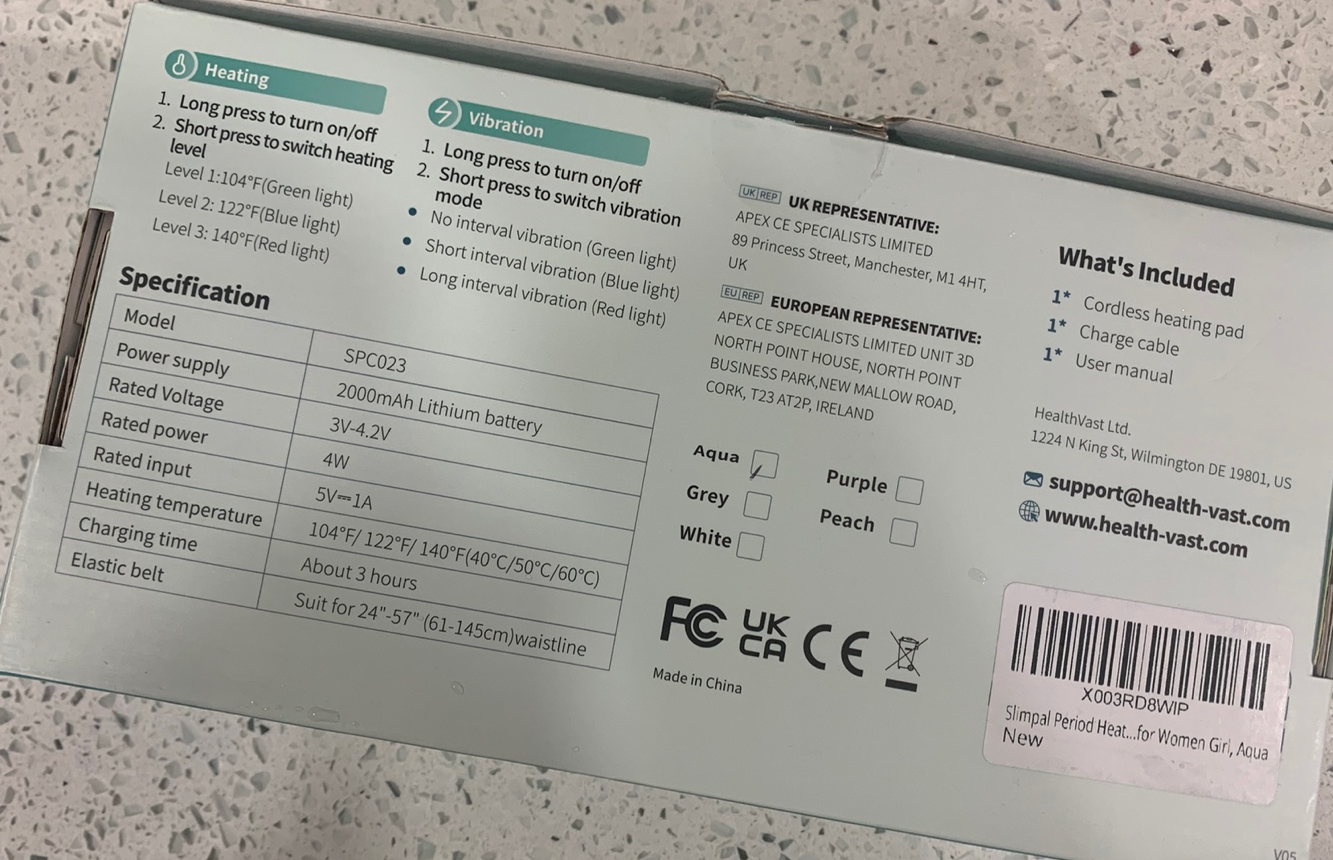 Heating
1. Long press to turn on/off
2. Short press to switch heating
level
Level 1:104°F(Green light)
Level 2: 122°F(Blue light)
Level 3: 140°F(Red light)
Vibration
1. Long press to turn on/off
2. Short press to switch vibration
mode
• No interval vibration (Green light)
• Short interval vibration (Blue light)
• Long interval vibration (Red light)
Specification
Model SPC023
Power supply 2000mAh Lithium battery
Rated Voltage 3V-4.2V
Rated power 4W
Rated input 5V⎓1A
Heating temperature 104°F/ 122°F/ 140°F(40°C/50°C/60°C)
Charging time About 3 hours
Elastic belt Suit for 24"-57" (61-145cm)waistline
UK REP UK REPRESENTATIVE:
APEX CE SPECIALISTS LIMITED
89 Princess Street, Manchester, M1 4HT,
UK
EU REP EUROPEAN REPRESENTATIVE:
APEX CE SPECIALISTS LIMITED UNIT 3D
NORTH POINT HOUSE, NORTH POINT
BUSINESS PARK,NEW MALLOW ROAD,
CORK, T23 AT2P, IRELAND
Aqua
Grey
White
Purple
Peach
FC UK
CA CE
Made in China
What's Included
1* Cordless heating pad
1* Charge cable
1* User manual
HealthVast Ltd.
1224 N King St, Wilmington DE 19801, US
support@health-vast.com
www.health-vast.com
X003RD8WIP
Slimpal Period Heat...for Women Girl, Aqua
New
V05